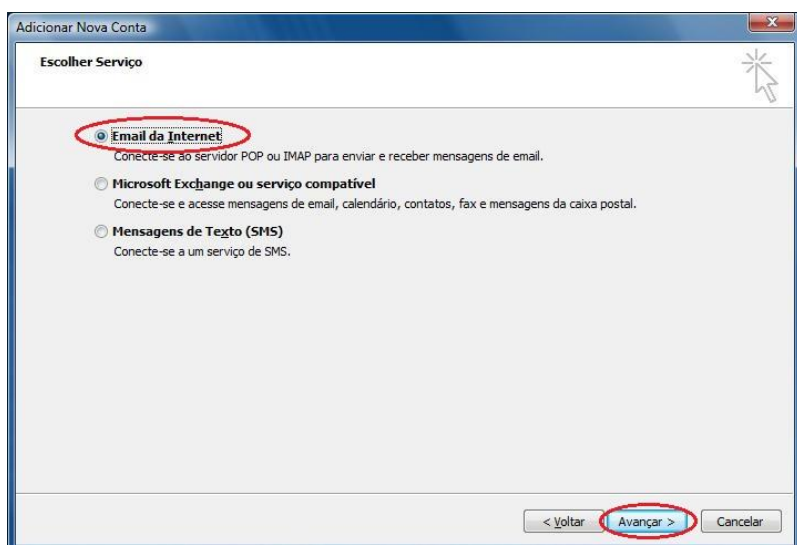 Adicionar Nova Conta
Escolher Serviço
Email da Internet
Conecte-se ao servidor POP ou IMAP para enviar e receber mensagens de email.
Microsoft Exchange ou serviço compatível
Conecte-se e acesse mensagens de email, calendário, contatos, fax e mensagens da caixa postal.
Mensagens de Texto (SMS)
Conecte-se a um serviço de SMS.
< Voltar Avançar > Cancelar